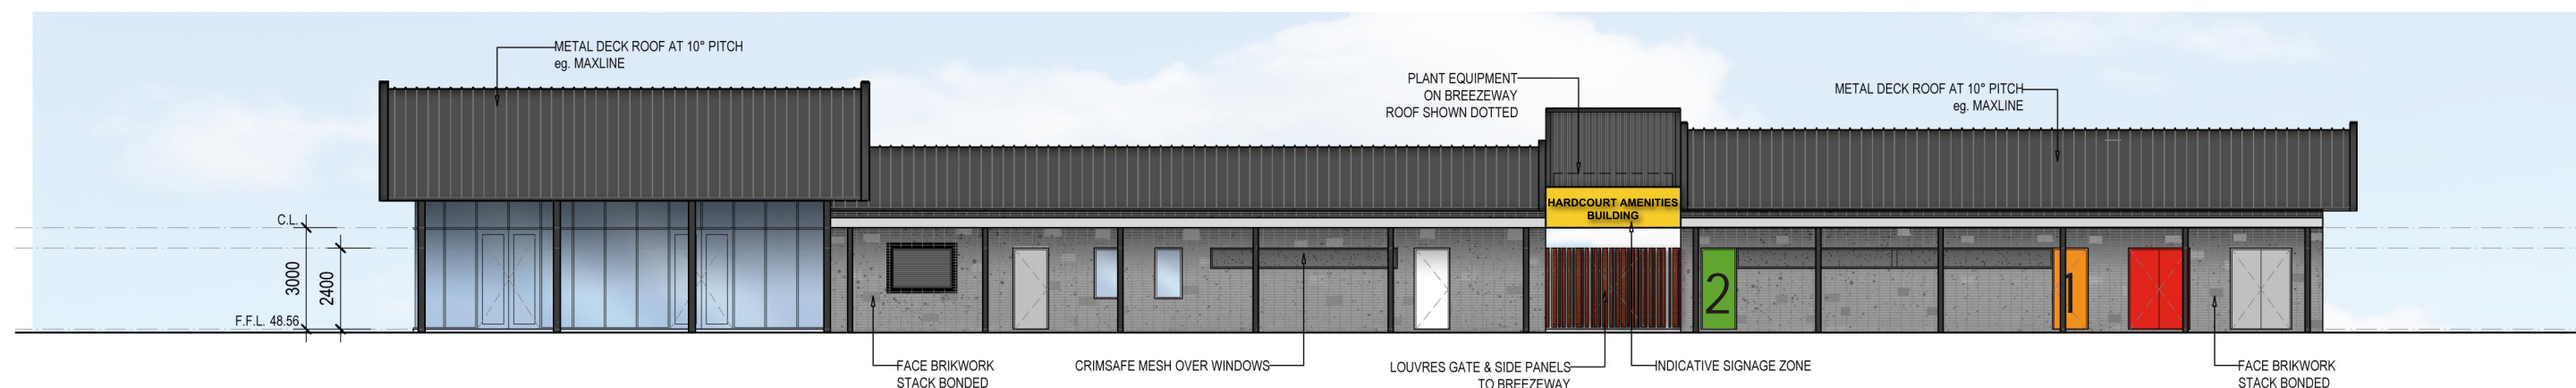 METAL DECK ROOF AT 10° PITCH
eg. MAXLINE
PLANT EQUIPMENT
ON BREEZEWAY
ROOF SHOWN DOTTED
METAL DECK ROOF AT 10° PITCH
eg. MAXLINE
HARDCOURT AMENITIES
BUILDING
C.L.
3000
2400
F.F.L. 48.56
2
1
FACE BRIKWORK
STACK BONDED
CRIMSAFE MESH OVER WINDOWS
LOUVRES GATE & SIDE PANELS
TO BREEZEWAY
INDICATIVE SIGNAGE ZONE
FACE BRIKWORK
STACK BONDED